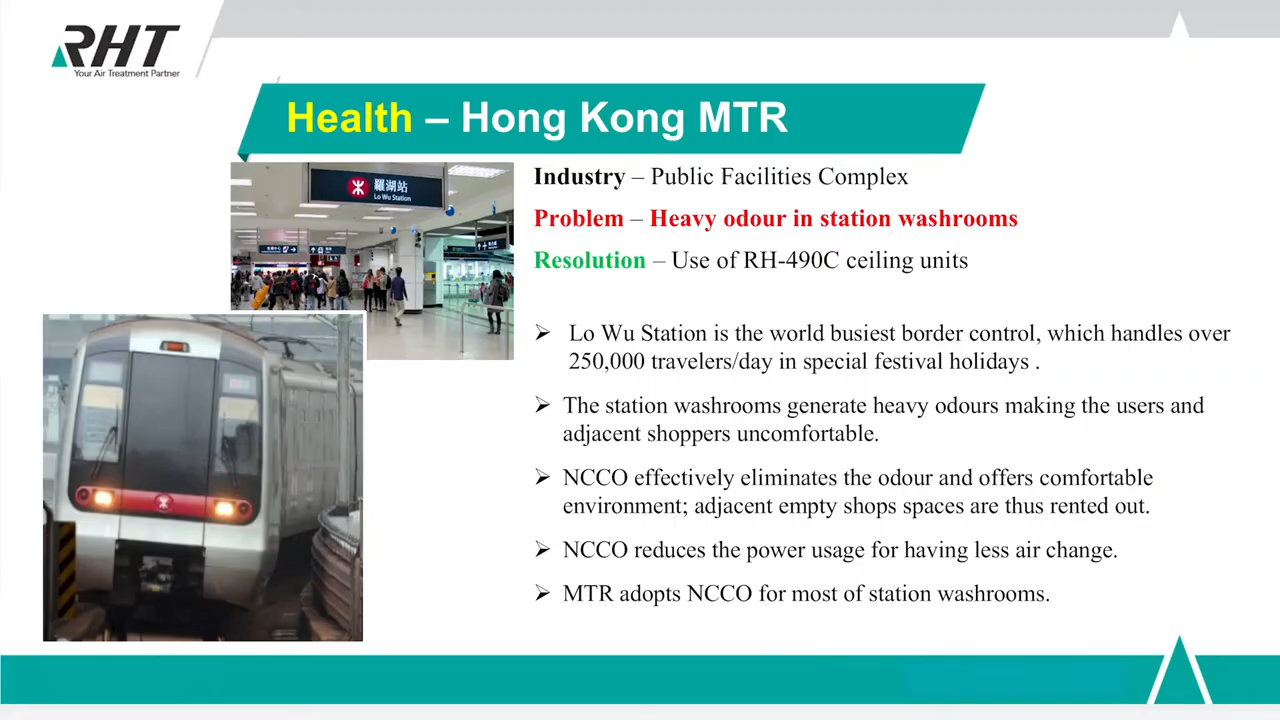 RHT
Your Air Treatment Partner
Health – Hong Kong MTR
羅湖站
Lo Wu Station
Industry – Public Facilities Complex
Problem – Heavy odour in station washrooms
Resolution – Use of RH-490C ceiling units
➢ Lo Wu Station is the world busiest border control, which handles over
250,000 travelers/day in special festival holidays .
➢ The station washrooms generate heavy odours making the users and
adjacent shoppers uncomfortable.
➢ NCCO effectively eliminates the odour and offers comfortable
environment; adjacent empty shops spaces are thus rented out.
➢ NCCO reduces the power usage for having less air change.
➢ MTR adopts NCCO for most of station washrooms.